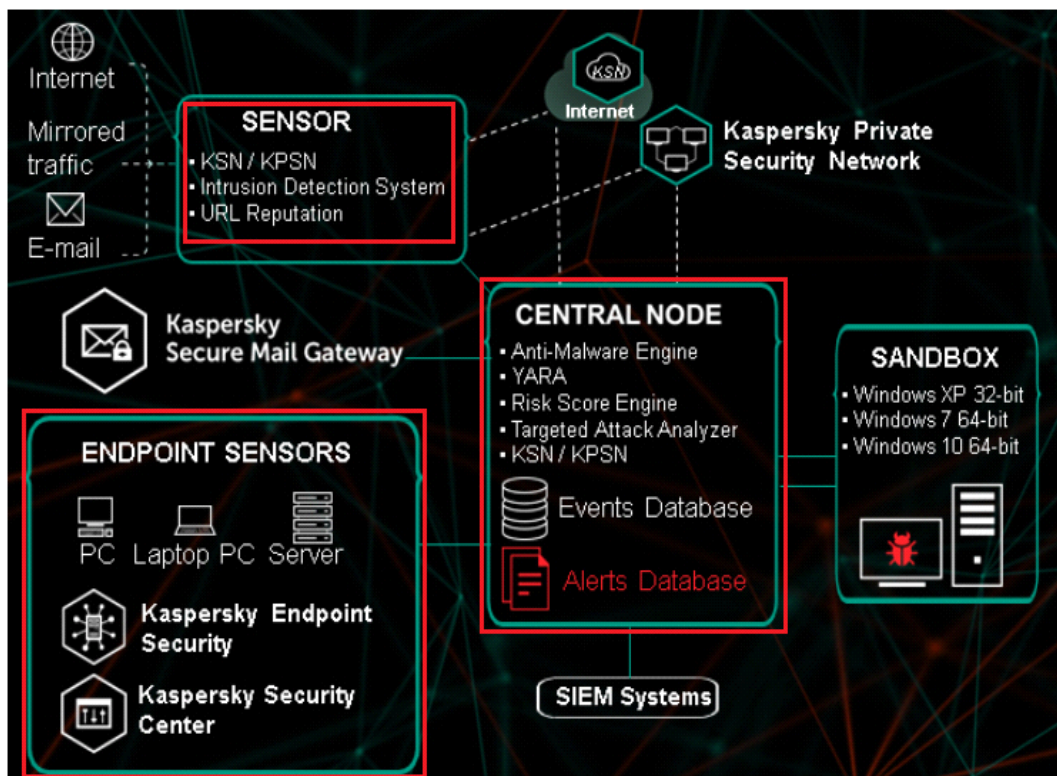 Internet
Mirrored
traffic
E-mail
SENSOR
▪ KSN / KPSN
▪ Intrusion Detection System
▪ URL Reputation
KSN
Internet
Kaspersky Private
Security Network
Kaspersky
Secure Mail Gateway
CENTRAL NODE
▪ Anti-Malware Engine
▪ YARA
▪ Risk Score Engine
▪ Targeted Attack Analyzer
▪ KSN / KPSN
Events Database
Alerts Database
SANDBOX
▪ Windows XP 32-bit
▪ Windows 7 64-bit
▪ Windows 10 64-bit
ENDPOINT SENSORS
PC Laptop PC Server
Kaspersky Endpoint
Security
Kaspersky Security
Center
SIEM Systems